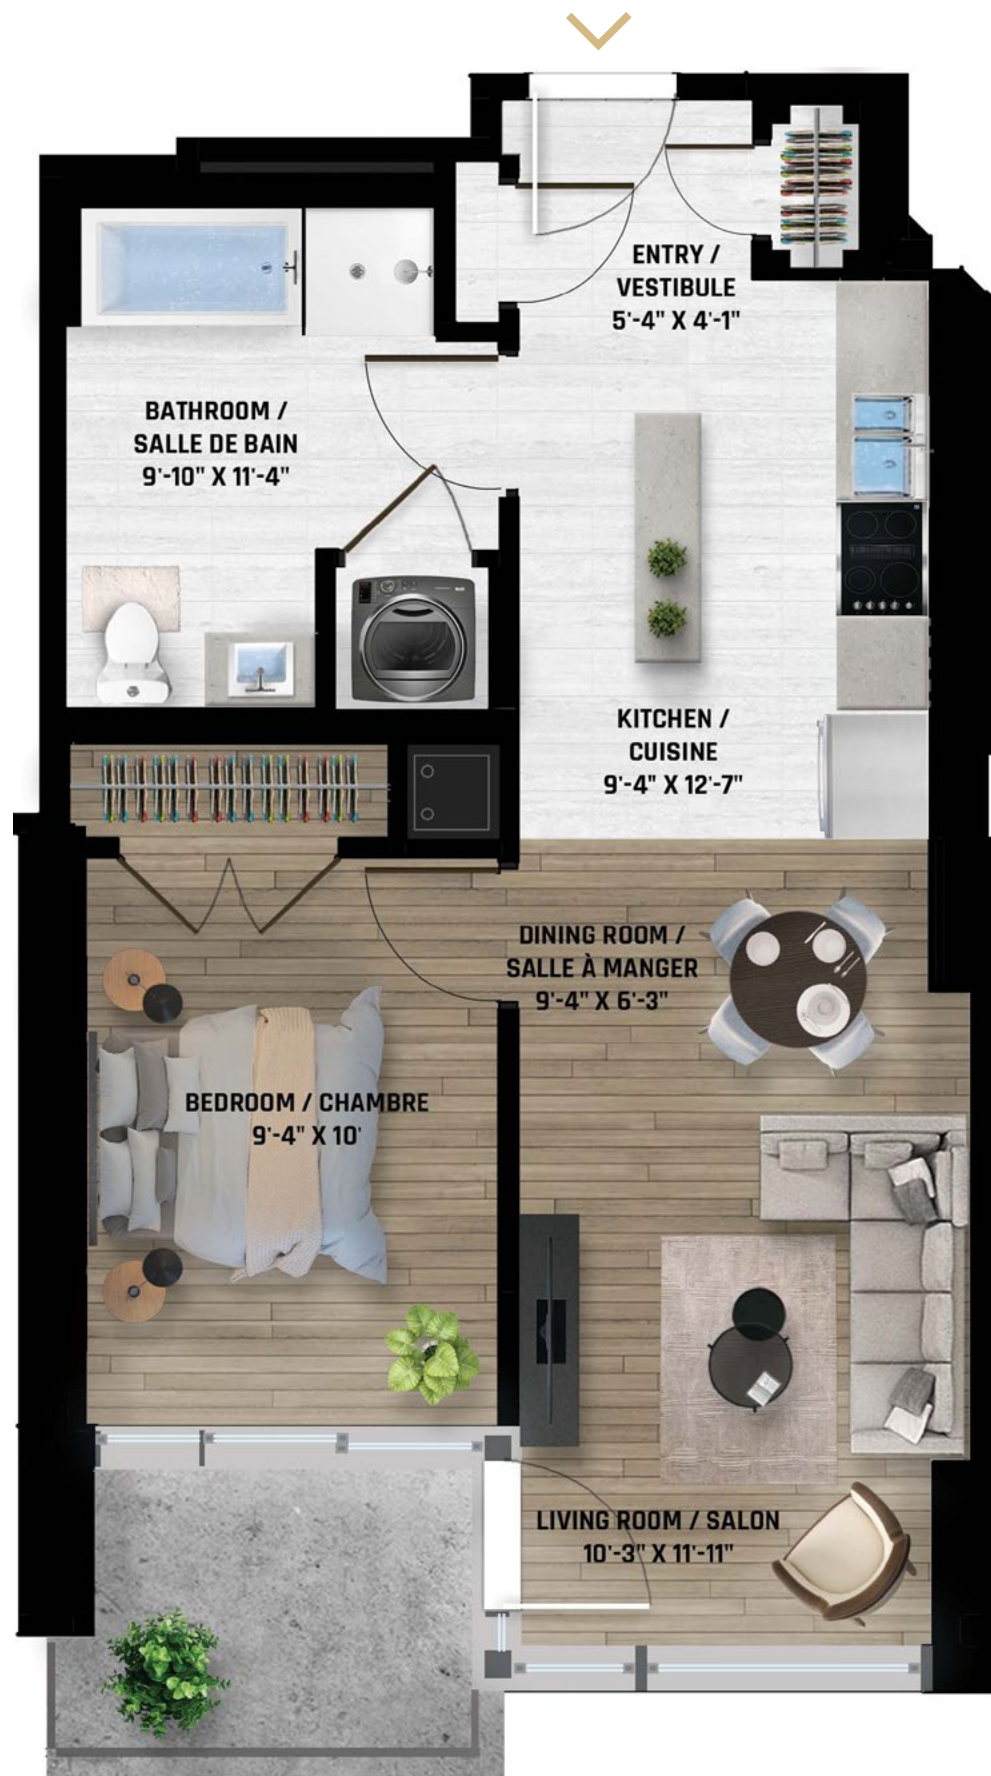 ENTRY /
VESTIBULE
5'-4" X 4'-1"
BATHROOM /
SALLE DE BAIN
9'-10" X 11'-4"
KITCHEN /
CUISINE
9'-4" X 12'-7"
DINING ROOM /
SALLE À MANGER
9'-4" X 6'-3"
BEDROOM / CHAMBRE
9'-4" X 10'
LIVING ROOM / SALON
10'-3" X 11'-11"